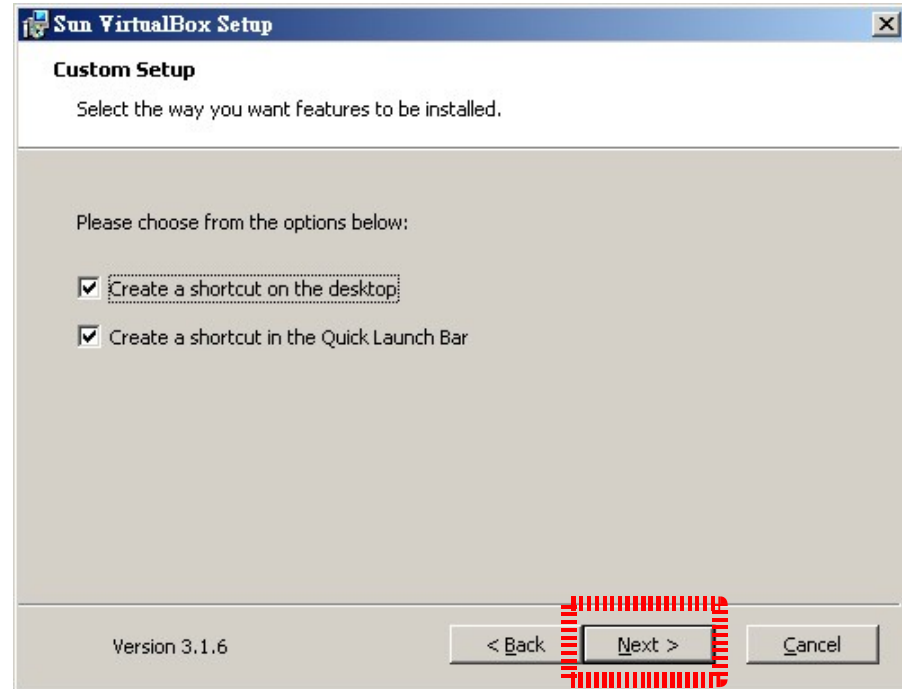 Sun VirtualBox Setup
Custom Setup
Select the way you want features to be installed.
Please choose from the options below:
Create a shortcut on the desktop
Create a shortcut in the Quick Launch Bar
Version 3.1.6
< Back
Next >
Cancel